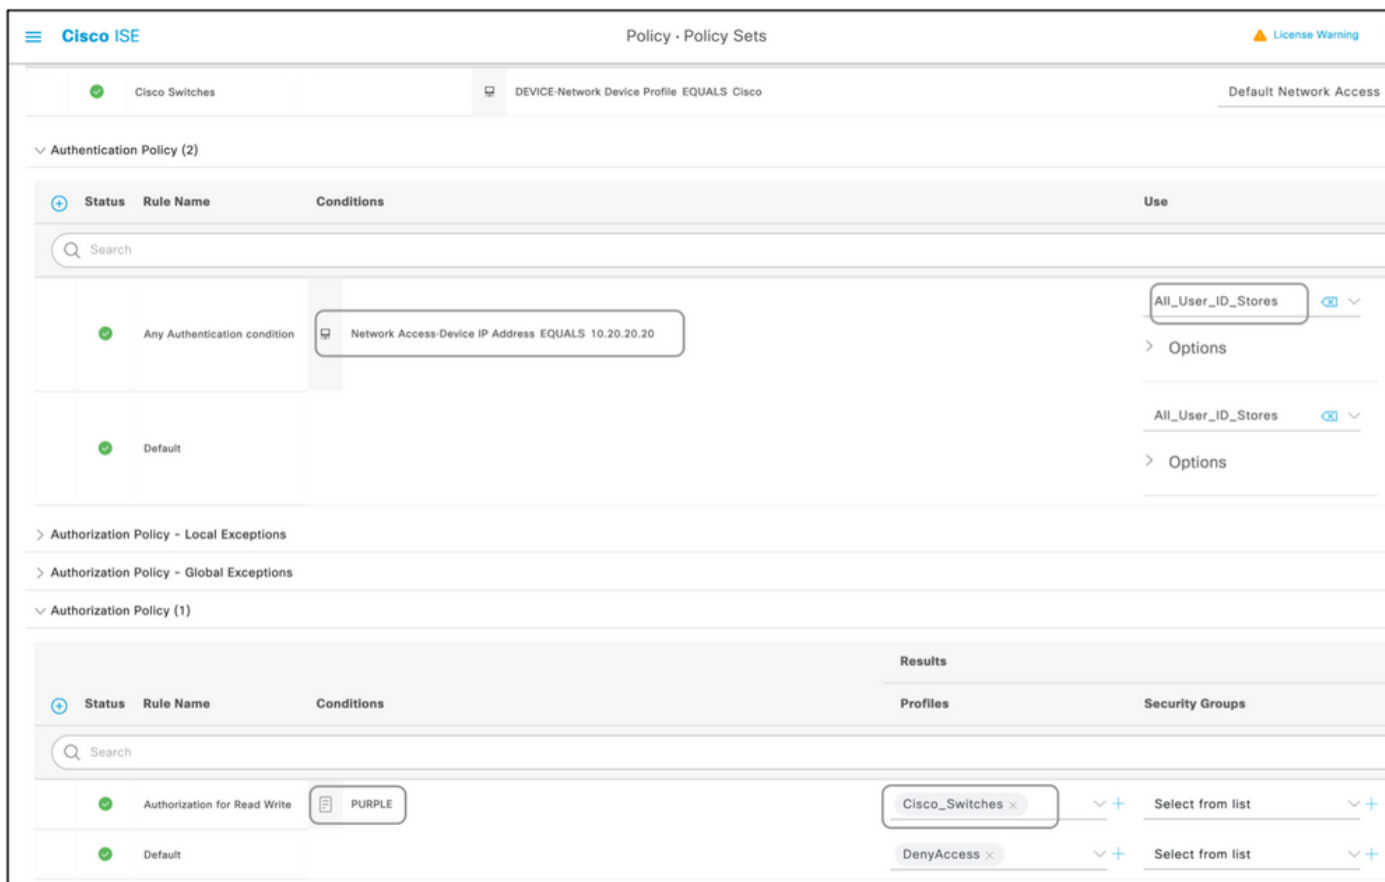 Cisco ISE Policy · Policy Sets License Warning
Cisco Switches DEVICE-Network Device Profile EQUALS Cisco Default Network Access
Authentication Policy (2)
Status Rule Name Conditions Use
Search
All_User_ID_Stores
Any Authentication condition Network Access-Device IP Address EQUALS 10.20.20.20
Options
All_User_ID_Stores
Default
Options
Authorization Policy - Local Exceptions
Authorization Policy - Global Exceptions
Authorization Policy (1)
Results
Status Rule Name Conditions Profiles Security Groups
Search
Authorization for Read Write PURPLE Cisco_Switches Select from list
Default DenyAccess Select from list